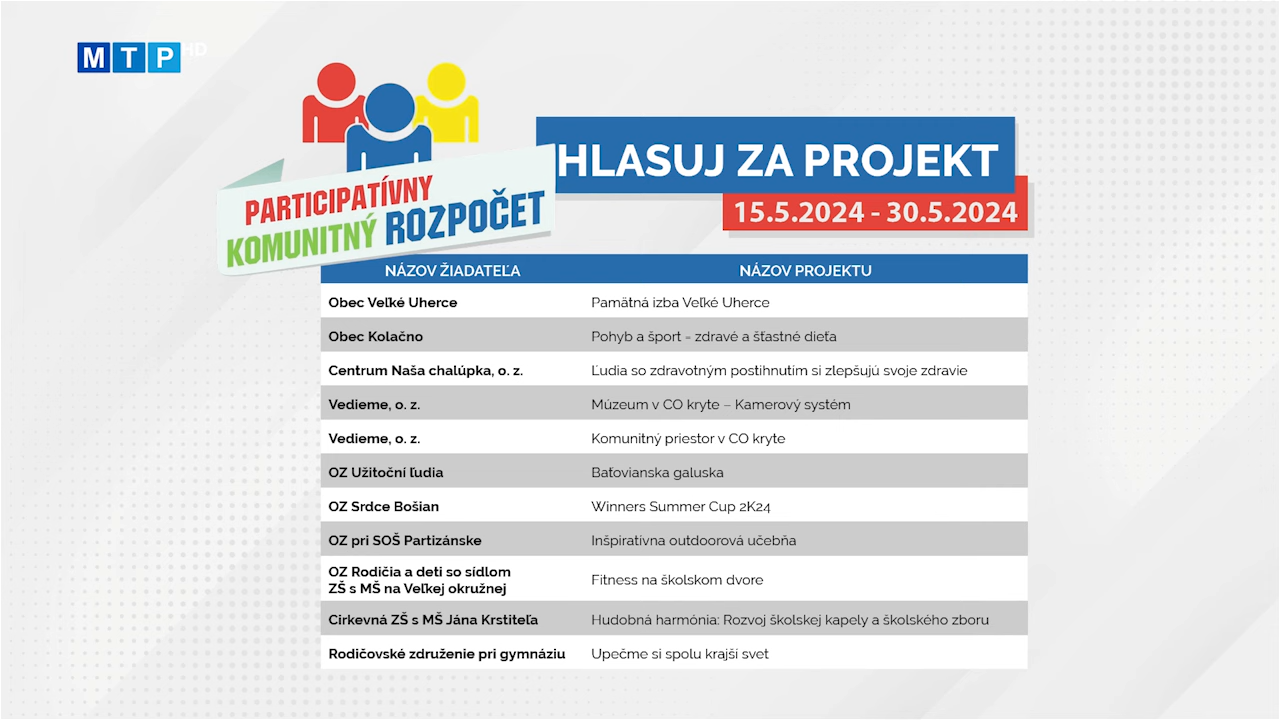 MTP HD
HLASUJ ZA PROJEKT
15.5.2024 - 30.5.2024
PARTICIPATÍVNY
KOMUNITNÝ ROZPOČET
NÁZOV ŽIADATEĽA NÁZOV PROJEKTU
Obec Veľké Uherce Pamätná izba Veľké Uherce
Obec Kolačno Pohyb a šport - zdravé a šťastné dieťa
Centrum Naša chalúpka, o. z. Ľudia so zdravotným postihnutím si zlepšujú svoje zdravie
Vedieme, o. z. Múzeum v CO kryte – Kamerový systém
Vedieme, o. z. Komunitný priestor v CO kryte
OZ Užitoční ľudia Baťovianska galuska
OZ Srdce Bošian Winners Summer Cup 2K24
OZ pri SOŠ Partizánske Inšpiratívna outdoorová učebňa
OZ Rodičia a deti so sídlom
ZŠ s MŠ na Veľkej okružnej Fitness na školskom dvore
Cirkevná ZŠ s MŠ Jána Krstiteľa Hudobná harmónia: Rozvoj školskej kapely a školského zboru
Rodičovské združenie pri gymnáziu Upečme si spolu krajší svet